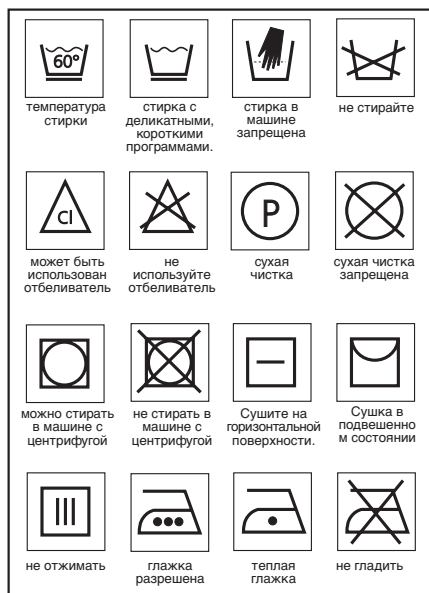 60°
температура
стирки
стирка с
деликатными,
короткими
программами.
стирка в
машине
запрещена
не стирайте
Cl
может быть
использован
отбеливатель
не
используйте
отбеливатель
P
сухая
чистка
сухая чистка
запрещена
можно стирать
в машине с
центрифугой
не стирать в
машине с
центрифугой
Сушите на
горизонтальной
поверхности.
Сушка в
подвешенно
м состоянии
не отжимать
глажка
разрешена
теплая
глажка
не гладить